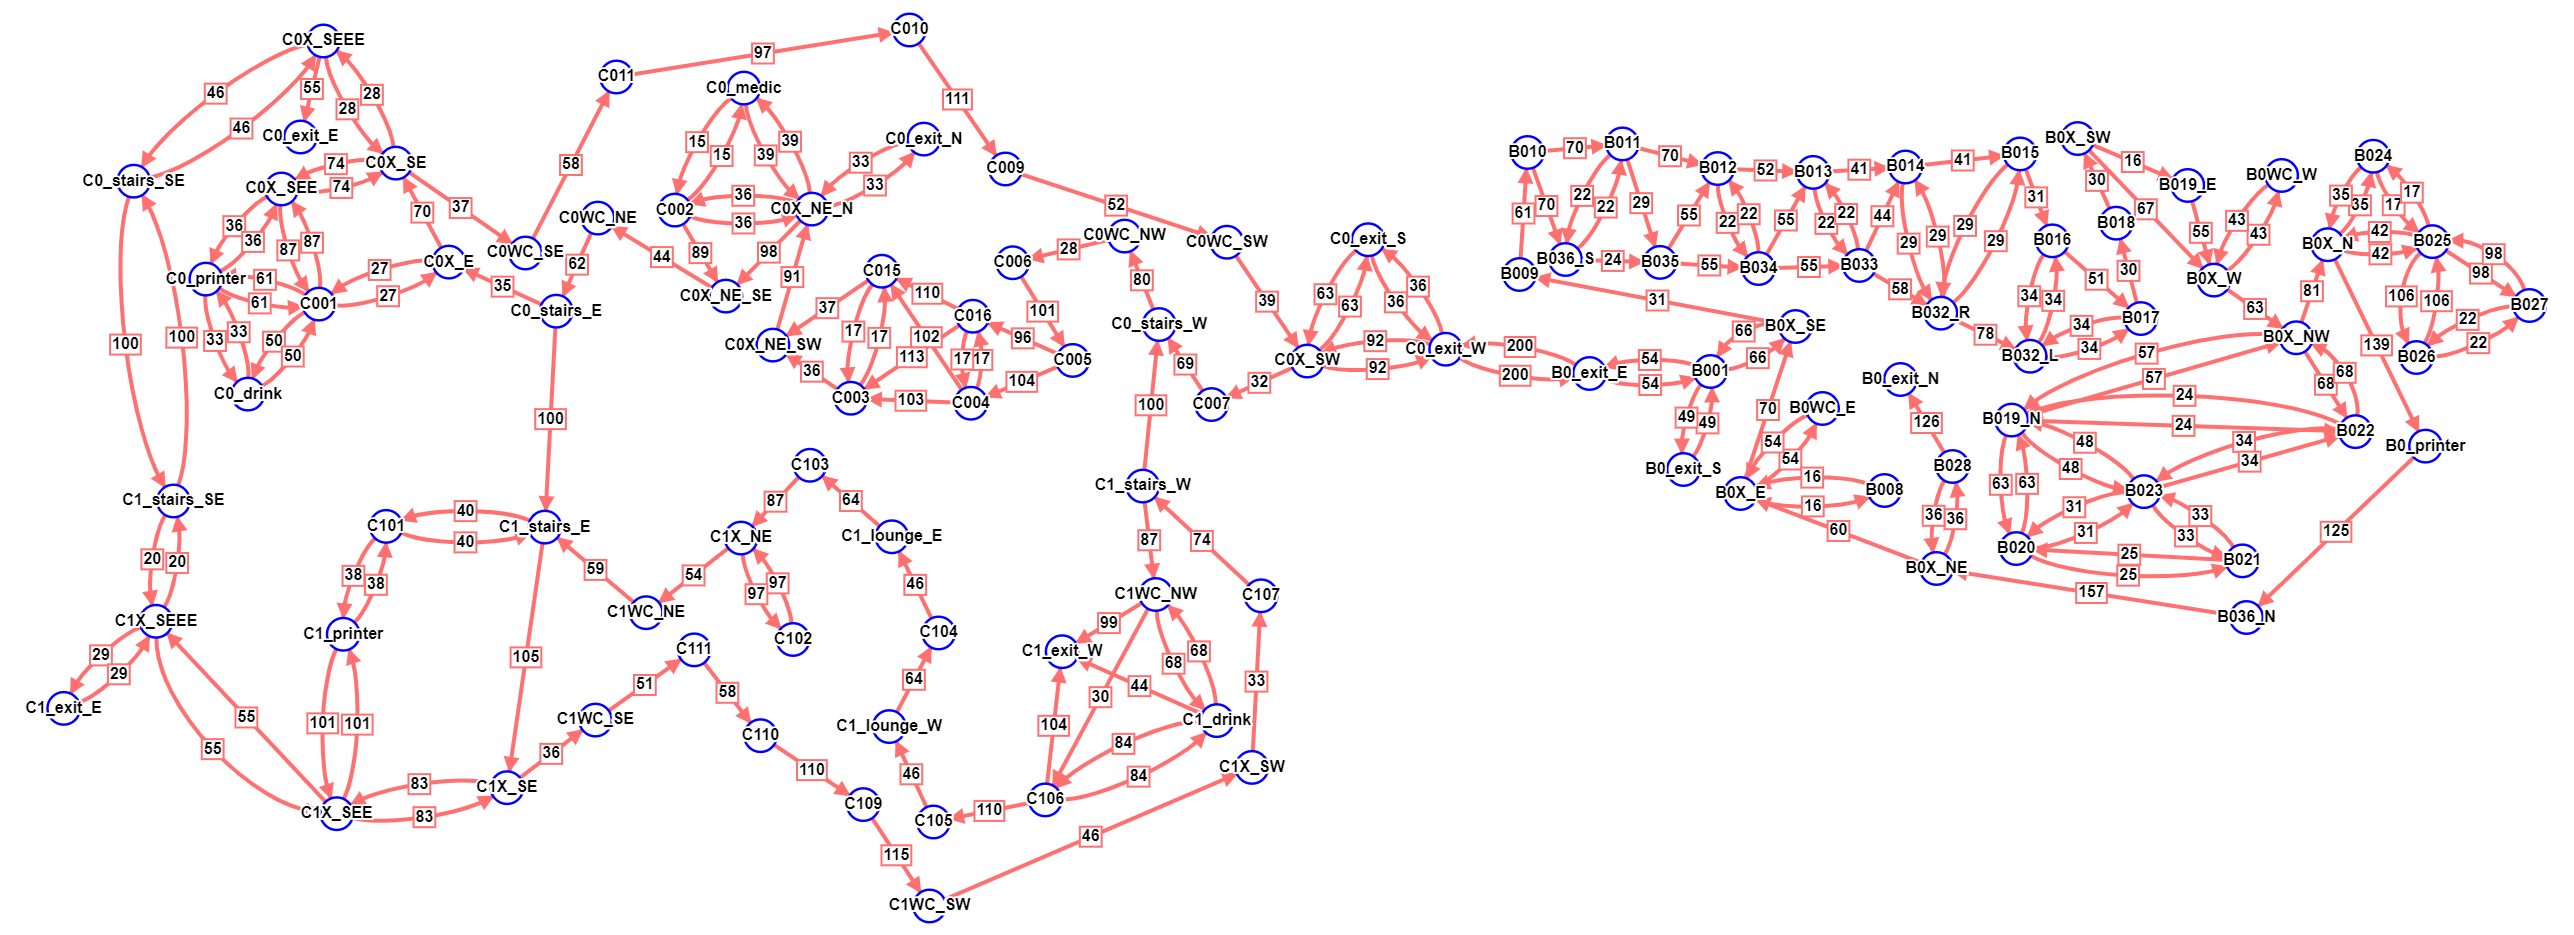 C0X_SEEE
46
55
28
28
46
C0_exit_E
C0_stairs_SE
74
C0X_SE
C0X_SEE
74
37
36
36
87
87
70
C0_printer
61
61
C001
27
27
C0X_E
35
33
33
50
50
C0_drink
100
100
C0WC_SE
58
C011
97
C010
111
C009
52
C0WC_SW
39
C0_medic
15
15
39
39
C0_exit_N
33
33
C002
36
36
C0X_NE_N
89
98
C0X_NE_SE
44
C0WC_NE
62
C0_stairs_E
91
C015
110
C016
37
17
17
102
113
17
17
C0X_NE_SW
36
C003
103
C004
104
C005
96
101
C006
28
C0WC_NW
80
C0_stairs_W
69
C007
32
C0X_SW
63
63
C0_exit_S
36
36
92
92
C0_exit_W
200
200
B0_exit_E
54
54
B001
66
66
B0X_SE
31
49
49
B0_exit_S
B009
61
B010
70
70
B011
70
22
22
29
B036_S
24
B035
55
55
B012
52
22
22
B034
55
55
B013
41
22
22
B033
44
58
B014
41
29
29
B032_R
29
29
B015
31
78
B016
34
34
51
B032_L
34
34
B017
30
B018
30
B0X_SW
16
67
B019_E
55
B0X_W
43
43
B0WC_W
63
B0X_NW
81
57
57
68
68
B0X_N
35
35
B024
17
17
42
42
B025
98
98
106
106
B027
22
22
B026
139
B0_printer
125
B036_N
157
B0X_NE
60
36
36
B028
126
B0_exit_N
70
B0WC_E
54
54
B0X_E
16
16
B008
B019_N
24
24
B022
48
48
34
34
63
63
B023
31
31
33
33
B020
25
25
B021
100
C1_stairs_SE
20
20
C1X_SEEE
29
29
C1_exit_E
55
55
C1X_SEE
101
101
C1_printer
38
38
C101
40
40
C1_stairs_E
105
83
83
C1X_SE
36
C1WC_SE
51
C111
58
C110
110
C109
115
C1WC_SW
46
C1X_SW
33
C107
74
C1_stairs_W
100
87
C1WC_NW
99
30
68
68
C1_exit_W
44
104
C1_drink
84
84
C106
110
C105
46
C1_lounge_W
64
C104
46
C1_lounge_E
64
C103
87
C1X_NE
97
97
C102
54
C1WC_NE
59